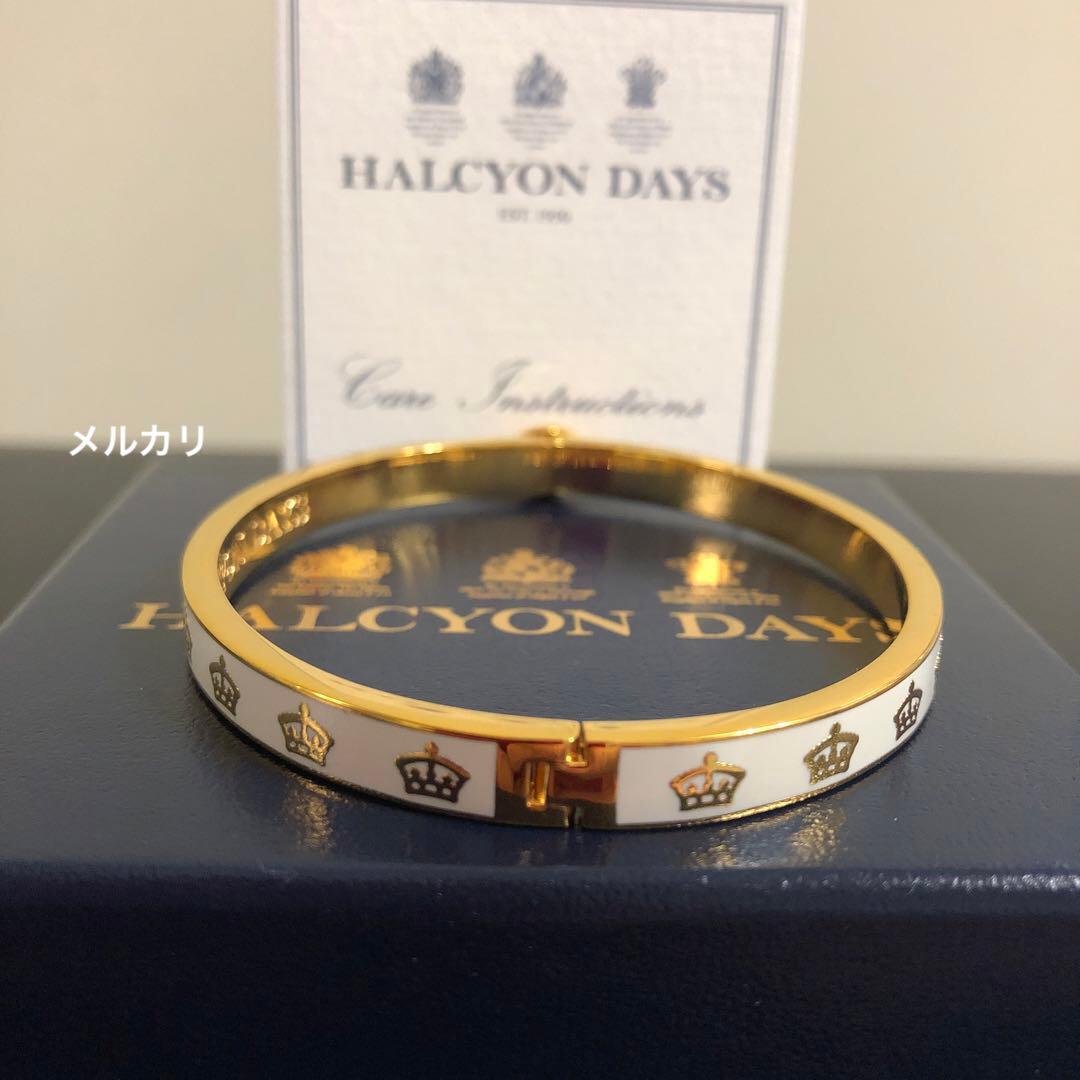 HALCYON DAYS
EST 1950
Care Instructions
メルカリ
HALCYON DAYS